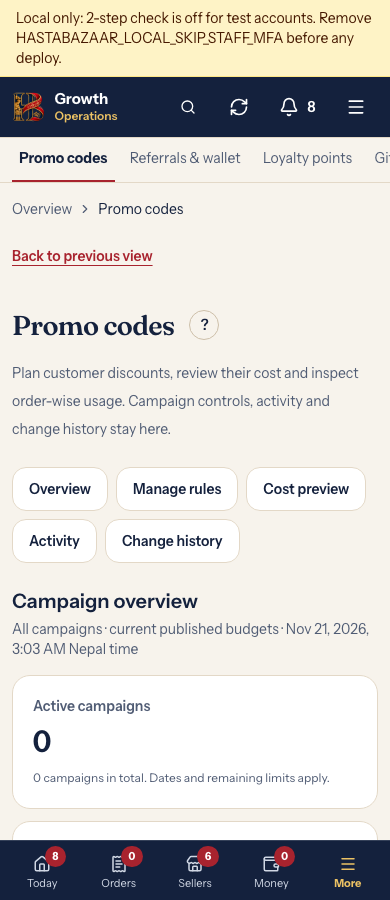 Local only: 2-step check is off for test accounts. Remove
HASTABAZAAR_LOCAL_SKIP_STAFF_MFA before any
deploy.
Growth
Operations
8
Promo codes
Referrals & wallet
Loyalty points
Gi
Overview > Promo codes
Back to previous view
Promo codes
?
Plan customer discounts, review their cost and inspect
order-wise usage. Campaign controls, activity and
change history stay here.
Overview
Manage rules
Cost preview
Activity
Change history
Campaign overview
All campaigns · current published budgets · Nov 21, 2026,
3:03 AM Nepal time
Active campaigns
0
0 campaigns in total. Dates and remaining limits apply.
8
0
6
0
Today
Orders
Sellers
Money
More